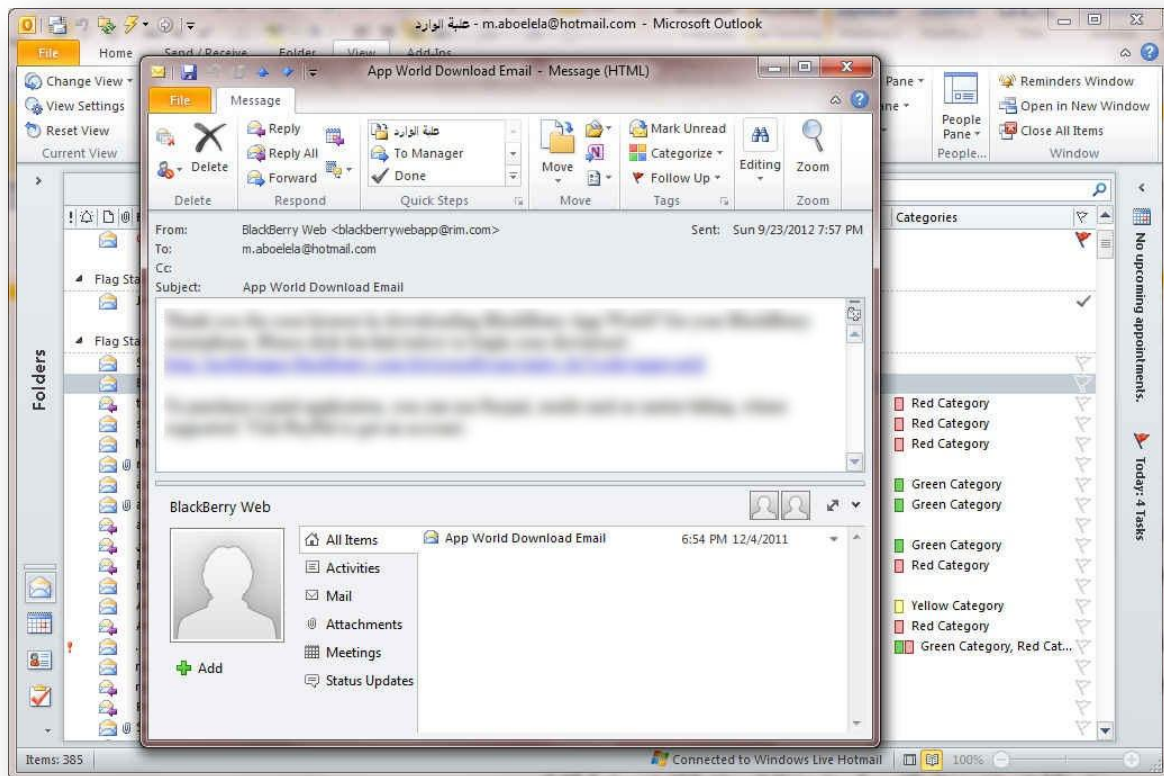 علبة الوارد - m.aboelela@hotmail.com - Microsoft Outlook
File Home Send / Receive Folder View Add-Ins
App World Download Email - Message (HTML)
File Message
Change View
View Settings
Reset View
Current View
Delete
Delete
Reply
Reply All
Forward
Respond
علبة الوارد
To Manager
Done
Quick Steps
Move
Move
Mark Unread
Categorize
Follow Up
Tags
Editing
Zoom
Zoom
Pane
People Pane
People...
Reminders Window
Open in New Window
Close All Items
Window
From: BlackBerry Web <blackberrywebapp@rim.com> Sent: Sun 9/23/2012 7:57 PM
To: m.aboelela@hotmail.com
Cc:
Subject: App World Download Email
Categories
Flag Sta
Flag Sta
Folders
Red Category
Red Category
Red Category
Green Category
Green Category
Green Category
Red Category
Yellow Category
Red Category
Green Category, Red Cat...
No upcoming appointments.
Today: 4 Tasks
BlackBerry Web
Add
All Items
Activities
Mail
Attachments
Meetings
Status Updates
App World Download Email 6:54 PM 12/4/2011
Items: 385
Connected to Windows Live Hotmail
100%